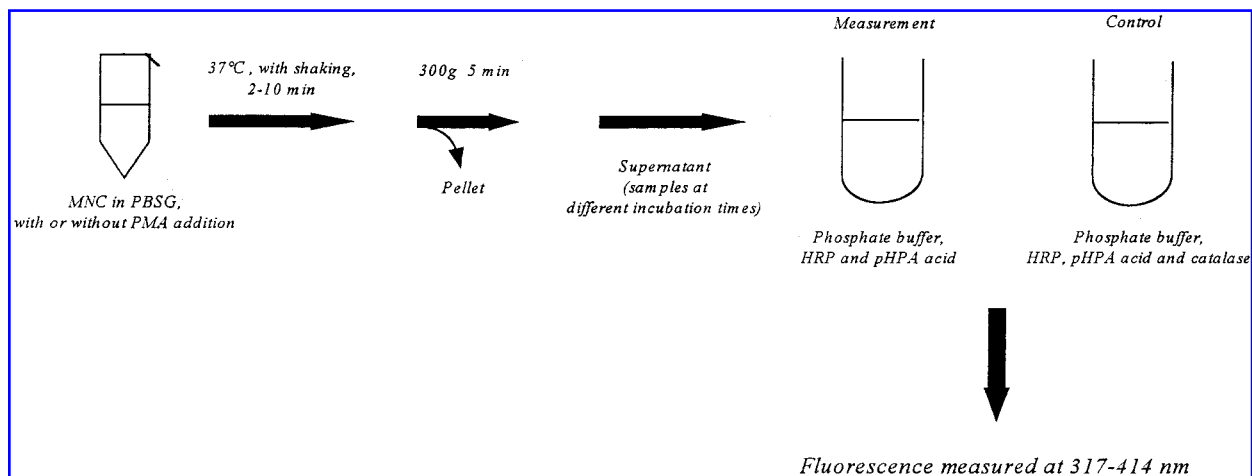 Measurement
Control
37°C, with shaking,
2-10 min
300g 5 min
MNC in PBSG,
with or without PMA addition
Pellet
Supernatant
(samples at
different incubation times)
Phosphate buffer,
HRP and pHPA acid
Phosphate buffer,
HRP, pHPA acid and catalase
Fluorescence measured at 317-414 nm